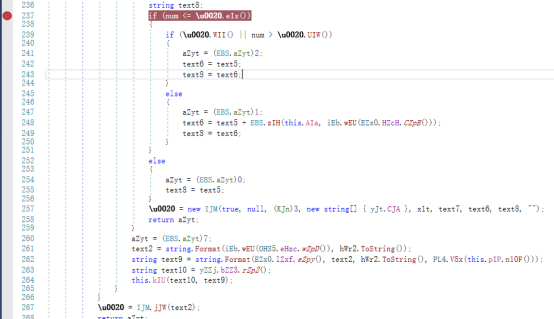 236 string text8;
237 if (num <= \u0020.eIs())
238 {
239 if (\u0020.WII() || num > \u0020.UIW())
240 {
241 aZyt = (EBS.aZyt)2;
242 text6 = text5;
243 text8 = text6;
244 }
245 else
246 {
247 aZyt = (EBS.aZyt)1;
248 text6 = text5 + EBS.zIH(this.AIa, iEb.wEU(EZx0.HZcH.CZpB()));
249 text8 = text6;
250 }
251 }
252 else
253 {
254 aZyt = (EBS.aZyt)0;
255 text8 = text5;
256 }
257 \u0020 = new IJM(true, null, (KJn)3, new string[] { yJt.CJA }, xlt, text7, text6, text8, "");
258 return aZyt;
259 }
260 aZyt = (EBS.aZyt)7;
261 text2 = string.Format(iEb.wEU(OHS5.eHzc.wZpD()), hWr2.ToString());
262 string text9 = string.Format(EZx0.lZxf.eZpy(), text2, hWr2.ToString(), PL4.V8x(this.pIP.nlOF()));
263 string text10 = yZZj.bZZ3.rZp2();
264 this.kIU(text10, text9);
265 }
266 }
267 \u0020 = IJM.jJW(text2);
268 return aZyt;